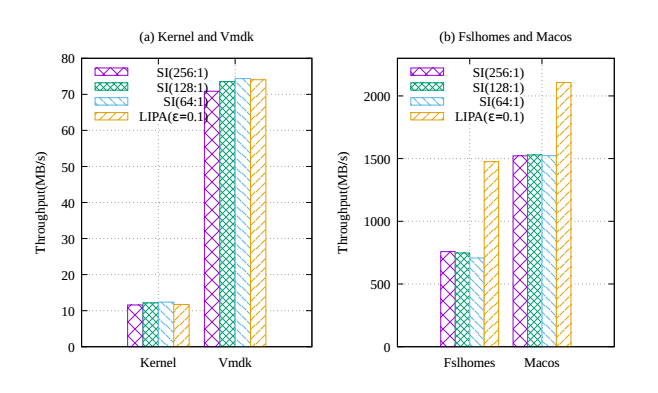 (a) Kernel and Vmdk
80
70
60
50
40
30
20
10
0
Throughput(MB/s)
SI(256:1)
SI(128:1)
SI(64:1)
LIPA(ε=0.1)
Kernel
Vmdk
(b) Fslhomes and Macos
2000
1500
1000
500
0
Throughput(MB/s)
SI(256:1)
SI(128:1)
SI(64:1)
LIPA(ε=0.1)
Fslhomes
Macos